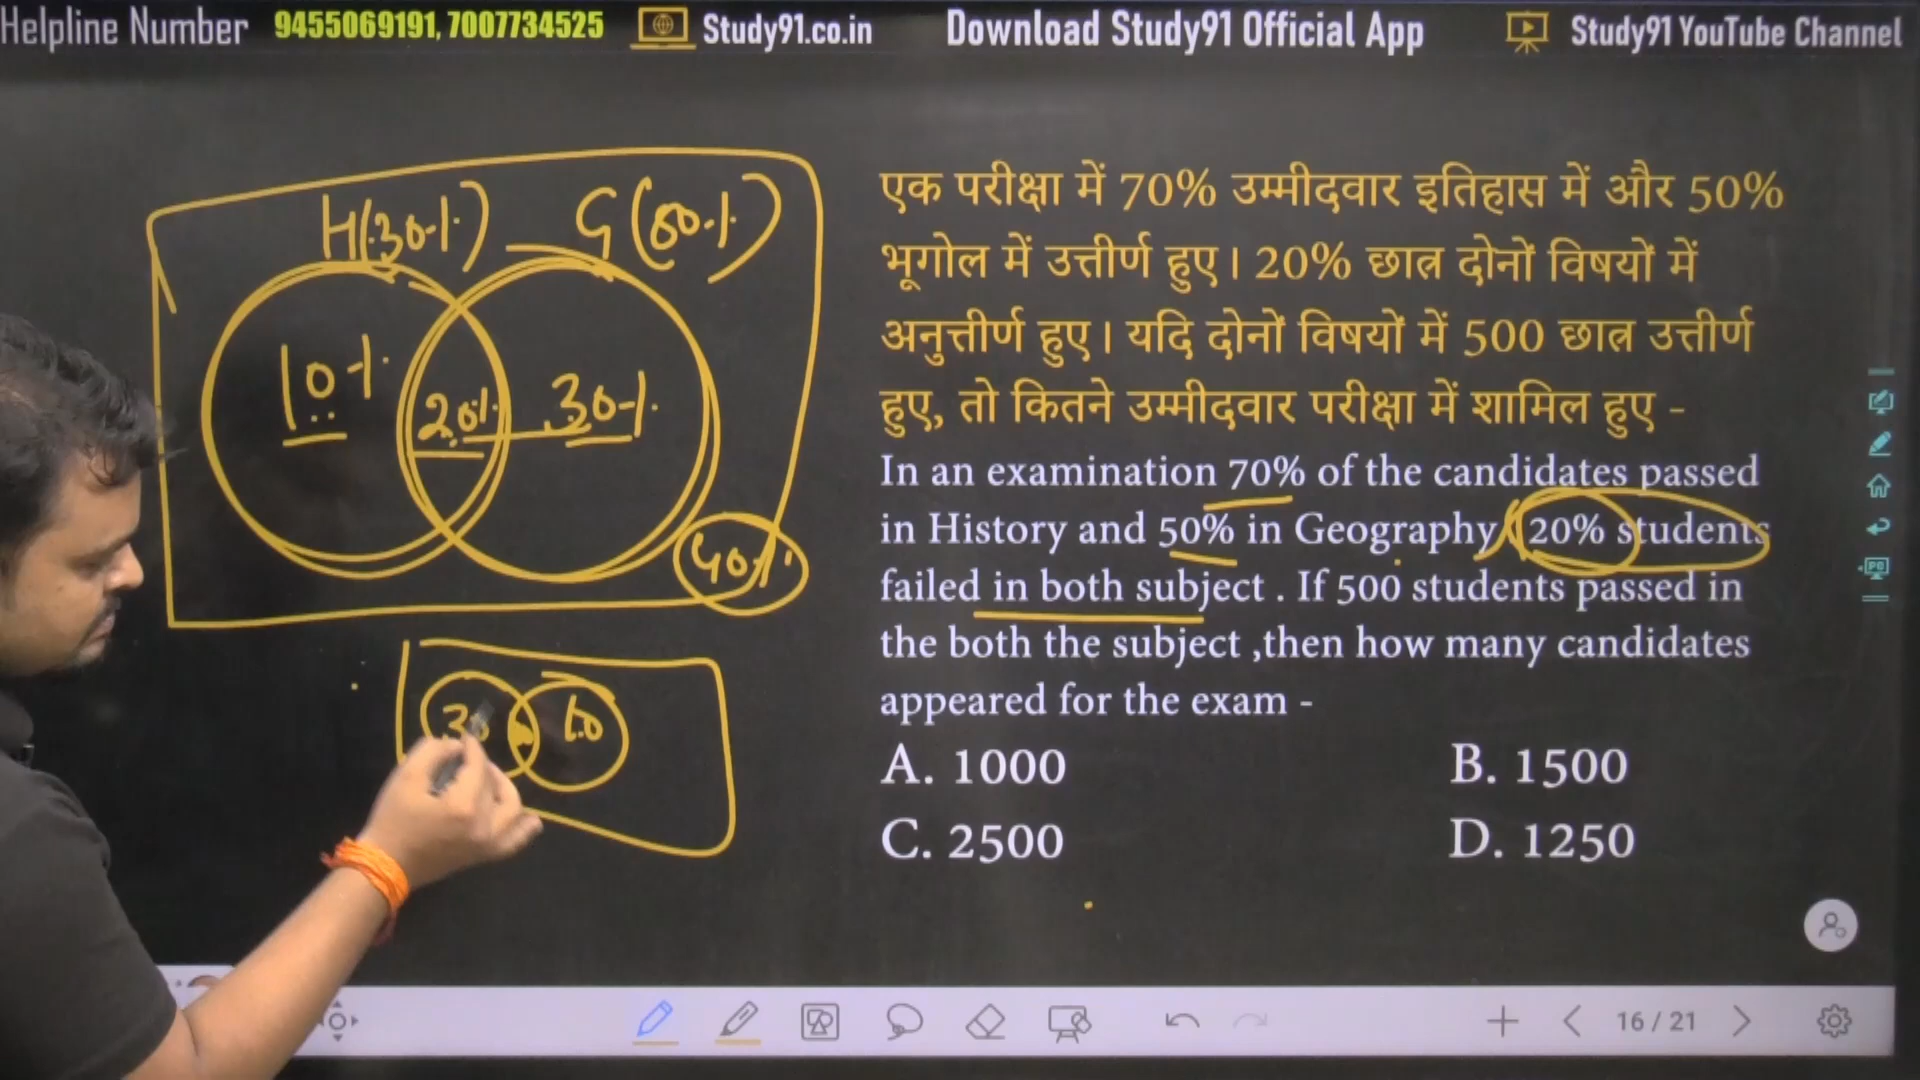 Helpline Number 9455069191, 7007734525 Study91.co.in Download Study91 Official App Study91 YouTube Channel
H(30%) G(50%)
10% 20% 30%
40%
30
एक परीक्षा में 70% उम्मीदवार इतिहास में और 50%
भूगोल में उत्तीर्ण हुए। 20% छात्र दोनों विषयों में
अनुत्तीर्ण हुए। यदि दोनों विषयों में 500 छात्र उत्तीर्ण
हुए, तो कितने उम्मीदवार परीक्षा में शामिल हुए -
In an examination 70% of the candidates passed
in History and 50% in Geography, 20% students
failed in both subject . If 500 students passed in
the both the subject ,then how many candidates
appeared for the exam -
A. 1000 B. 1500
C. 2500 D. 1250
16 / 21